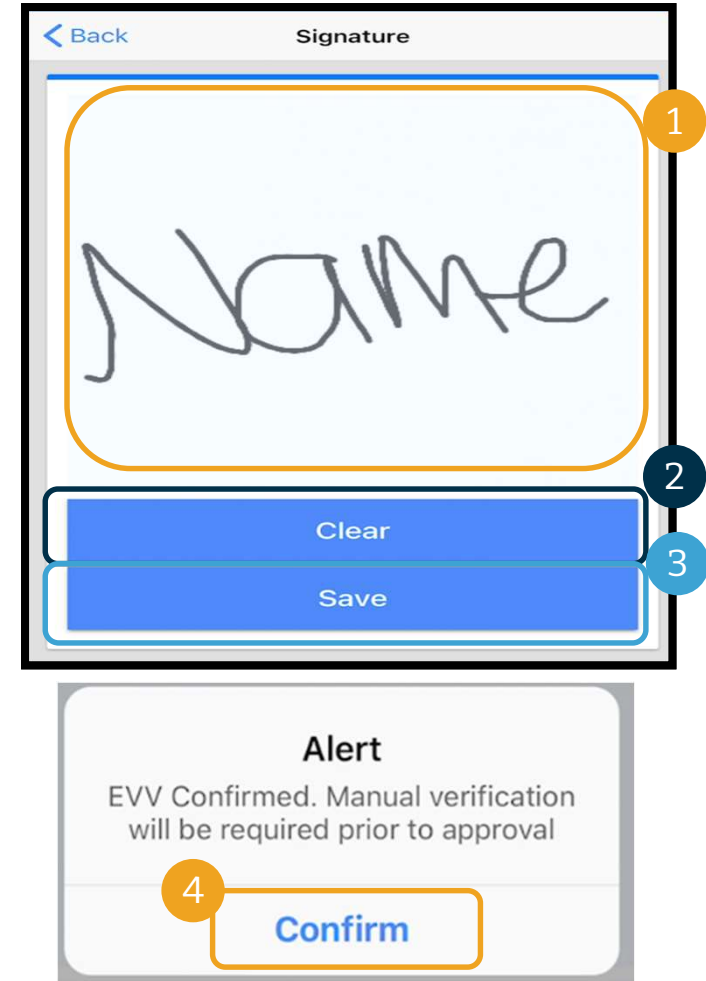 Back Signature
1
Name
2
Clear
3
Save
Alert
EVV Confirmed. Manual verification
will be required prior to approval
4
Confirm